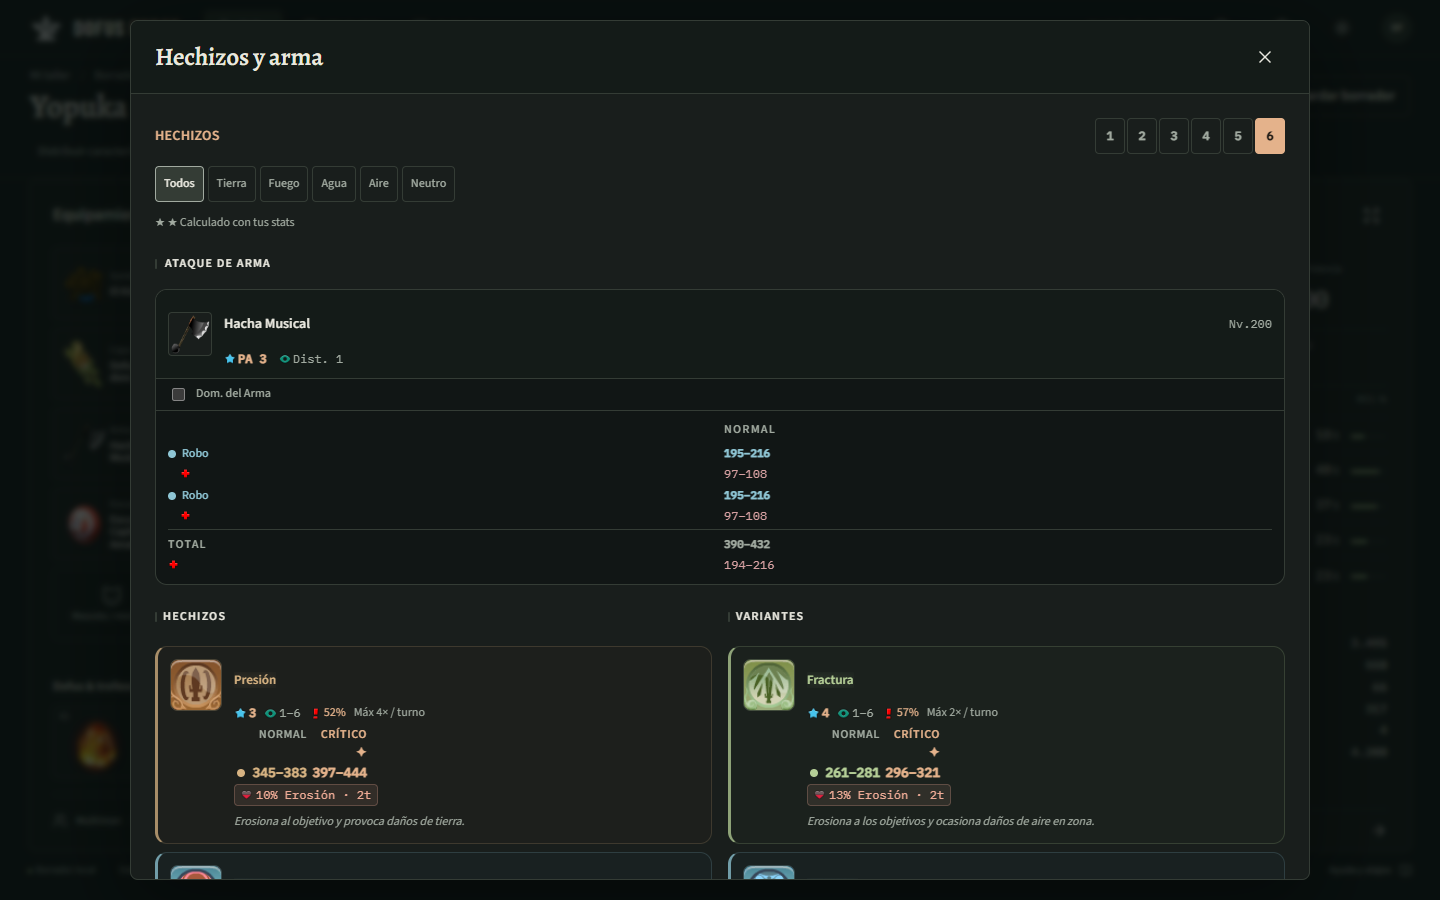 DOFUS
Yopuka
Hechizos y arma
HECHIZOS
1 2 3 4 5 6
Todos Tierra Fuego Agua Aire Neutro
★ ★ Calculado con tus stats
ATAQUE DE ARMA
Hacha Musical
Nv.200
PA 3 Dist. 1
Dom. del Arma
NORMAL
Robo 195–216
97–108
Robo 195–216
97–108
TOTAL 390–432
194–216
HECHIZOS
Presión
3 1–6 52% Máx 4× / turno
NORMAL CRÍTICO
345–383 397–444
10% Erosión · 2t
Erosiona al objetivo y provoca daños de tierra.
VARIANTES
Fractura
4 1–6 57% Máx 2× / turno
NORMAL CRÍTICO
261–281 296–321
13% Erosión · 2t
Erosiona a los objetivos y ocasiona daños de aire en zona.